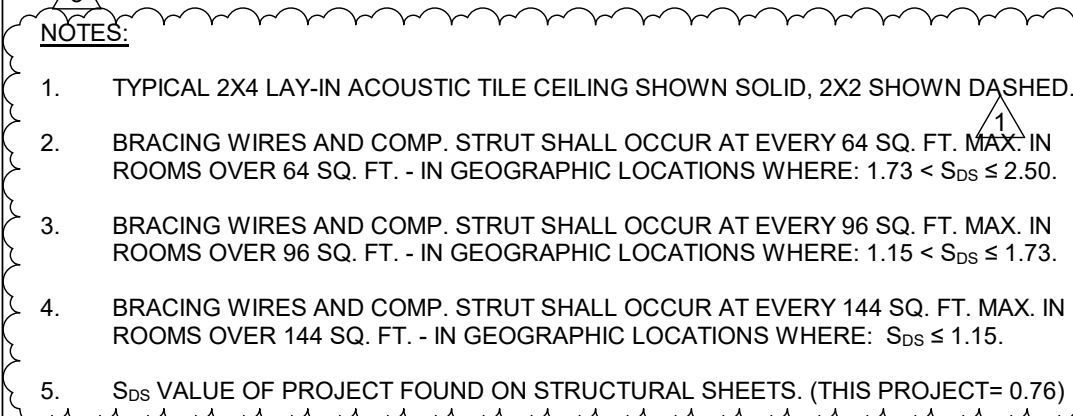 NOTES:
1. TYPICAL 2X4 LAY-IN ACOUSTIC TILE CEILING SHOWN SOLID, 2X2 SHOWN DASHED.
1
2. BRACING WIRES AND COMP. STRUT SHALL OCCUR AT EVERY 64 SQ. FT. MAX. IN
ROOMS OVER 64 SQ. FT. - IN GEOGRAPHIC LOCATIONS WHERE: 1.73 < SDS ≤ 2.50.
3. BRACING WIRES AND COMP. STRUT SHALL OCCUR AT EVERY 96 SQ. FT. MAX. IN
ROOMS OVER 96 SQ. FT. - IN GEOGRAPHIC LOCATIONS WHERE: 1.15 < SDS ≤ 1.73.
4. BRACING WIRES AND COMP. STRUT SHALL OCCUR AT EVERY 144 SQ. FT. MAX. IN
ROOMS OVER 144 SQ. FT. - IN GEOGRAPHIC LOCATIONS WHERE: SDS ≤ 1.15.
5. SDS VALUE OF PROJECT FOUND ON STRUCTURAL SHEETS. (THIS PROJECT= 0.76)